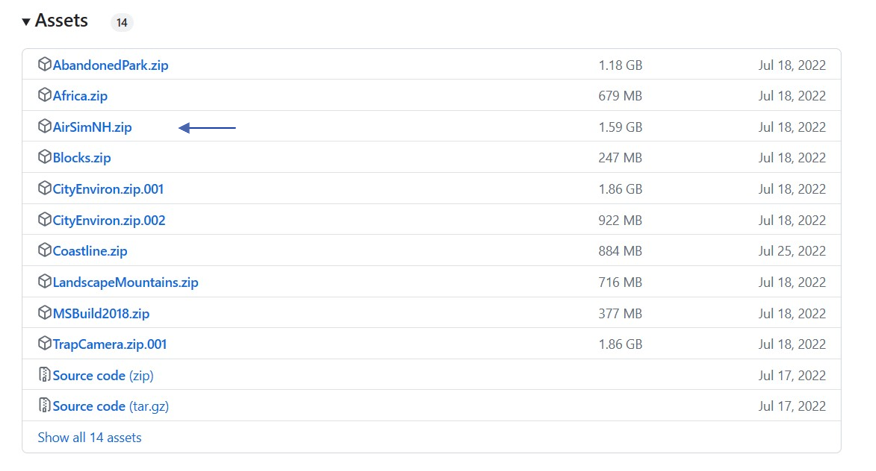 Assets 14
AbandonedPark.zip 1.18 GB Jul 18, 2022
Africa.zip 679 MB Jul 18, 2022
AirSimNH.zip 1.59 GB Jul 18, 2022
Blocks.zip 247 MB Jul 18, 2022
CityEnviron.zip.001 1.86 GB Jul 18, 2022
CityEnviron.zip.002 922 MB Jul 18, 2022
Coastline.zip 884 MB Jul 25, 2022
LandscapeMountains.zip 716 MB Jul 18, 2022
MSBuild2018.zip 377 MB Jul 18, 2022
TrapCamera.zip.001 1.86 GB Jul 18, 2022
Source code (zip) Jul 17, 2022
Source code (tar.gz) Jul 17, 2022
Show all 14 assets